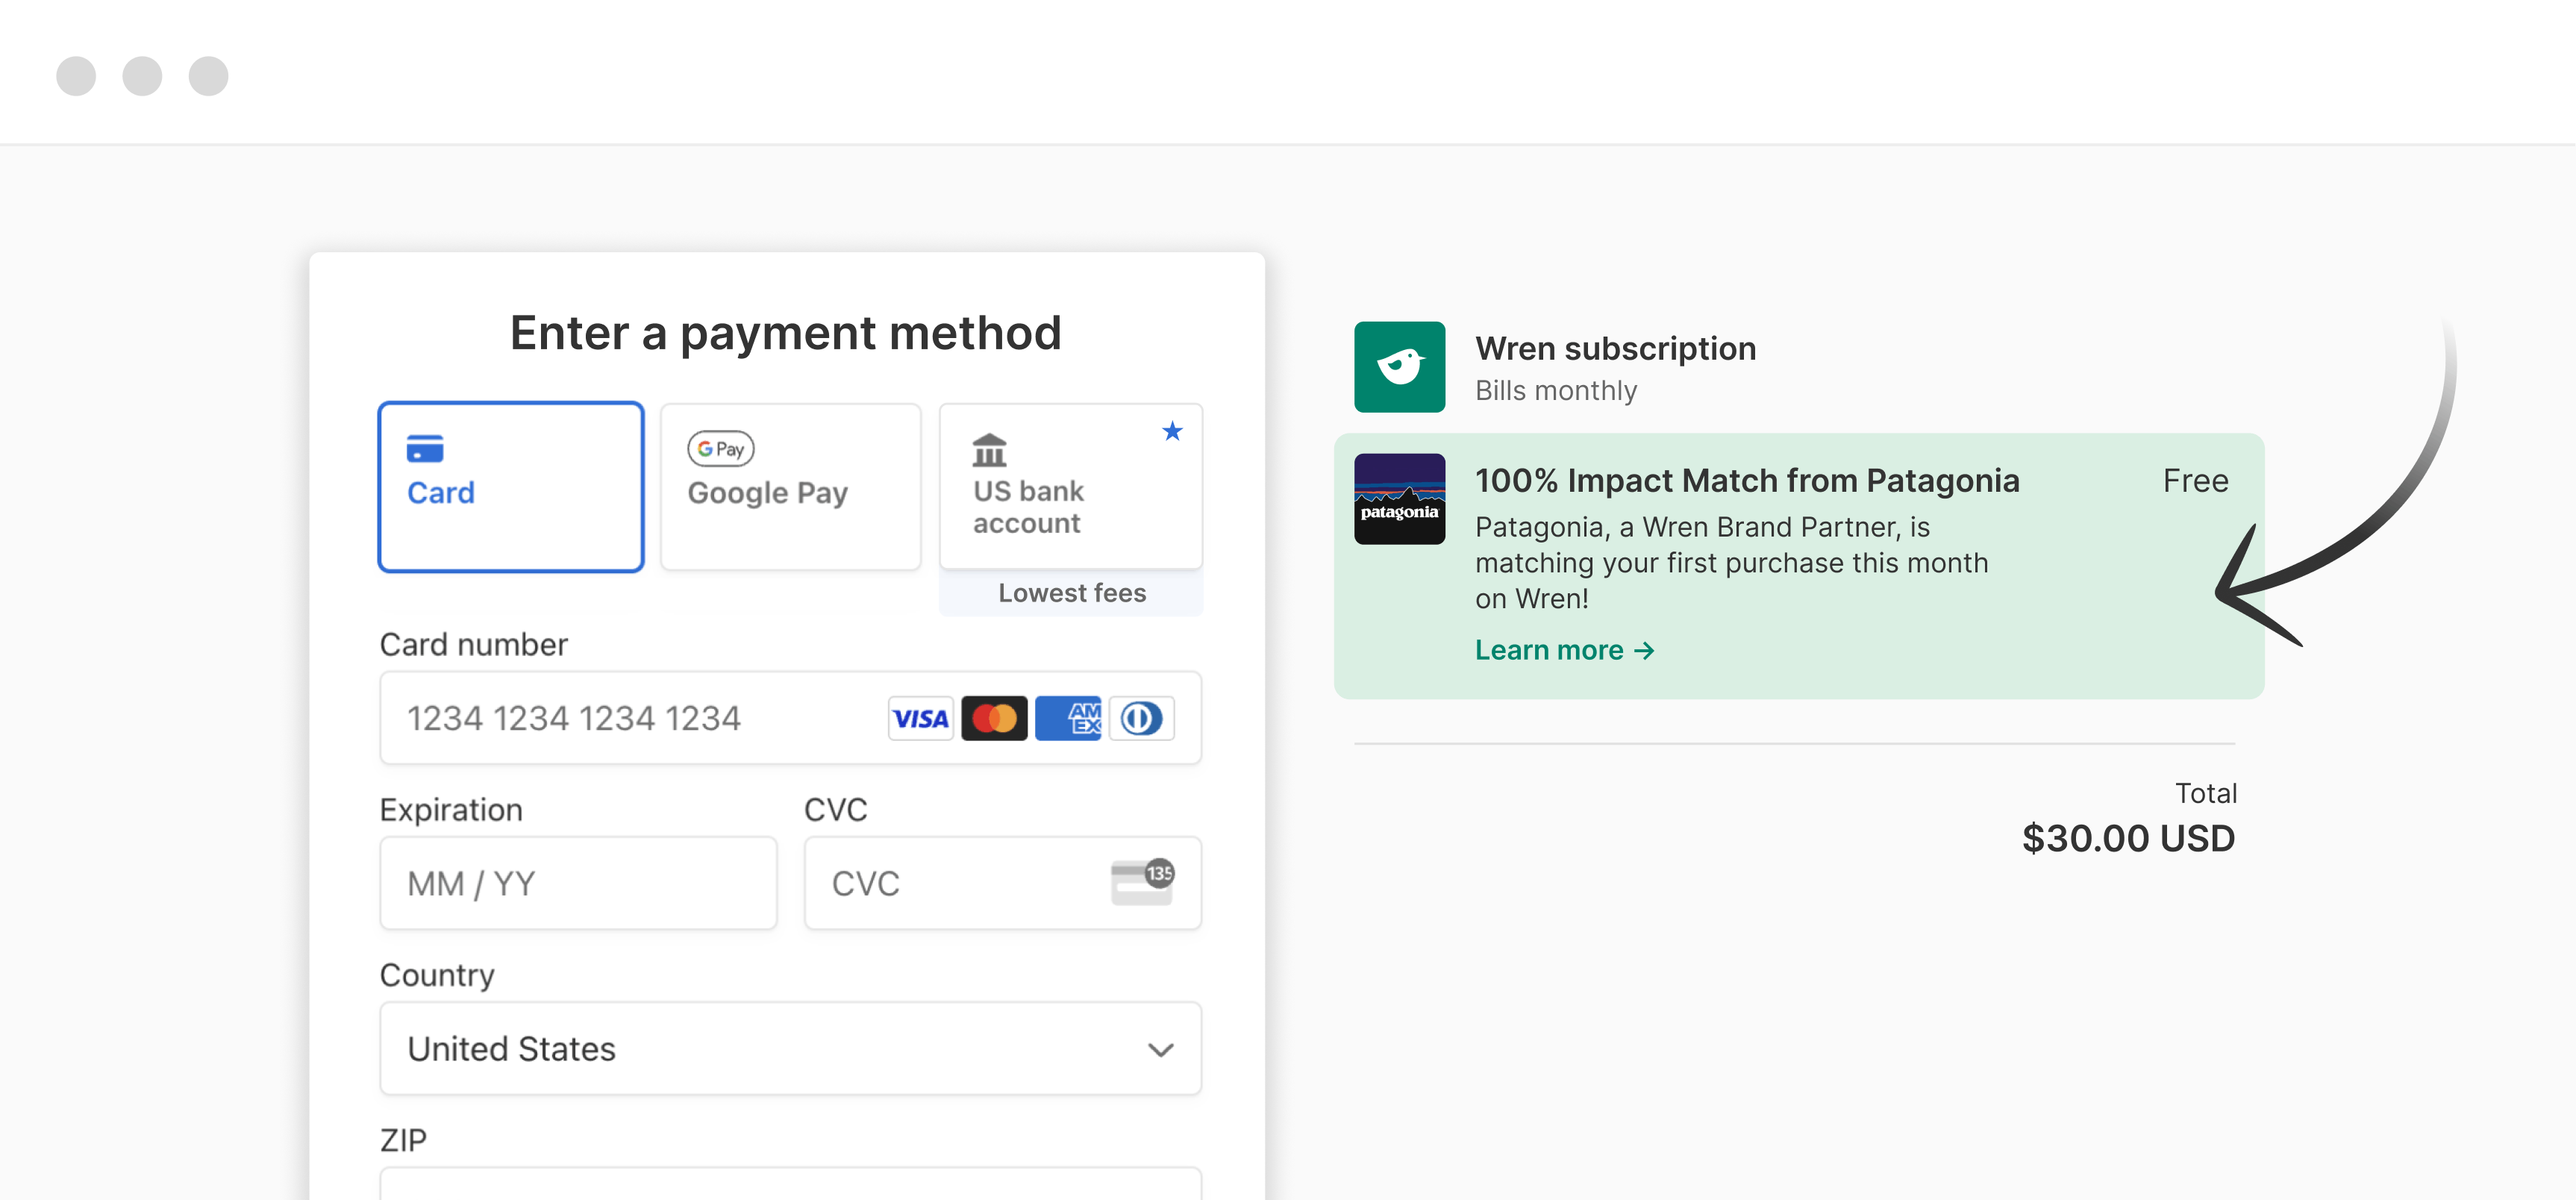 Enter a payment method
Card
G Pay
Google Pay
US bank
account
Lowest fees
Card number
1234 1234 1234 1234
VISA
AM
EX
Expiration
CVC
MM / YY
CVC
135
Country
United States
ZIP
Wren subscription
Bills monthly
patagonia
100% Impact Match from Patagonia
Free
Patagonia, a Wren Brand Partner, is
matching your first purchase this month
on Wren!
Learn more →
Total
$30.00 USD